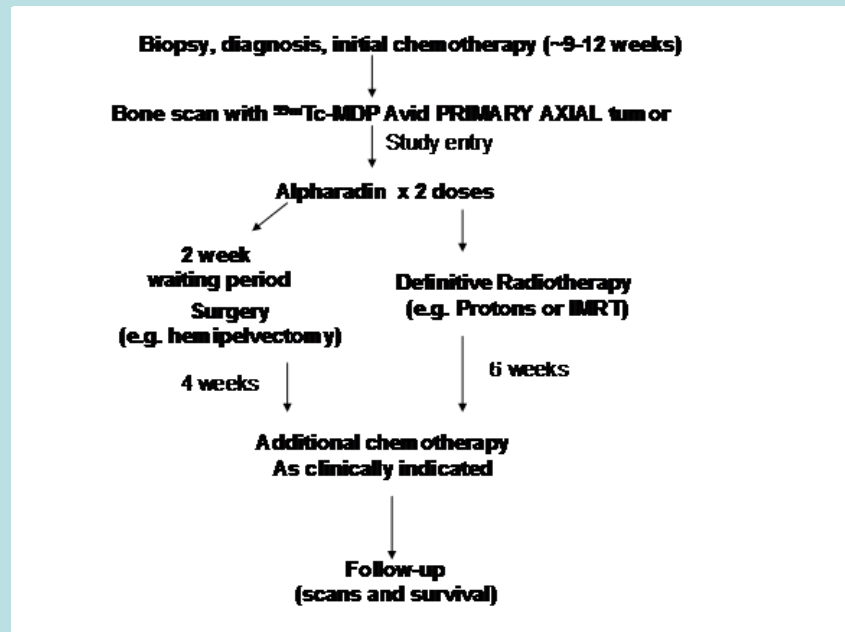 Biopsy, diagnosis, initial chemotherapy (~9-12 weeks)
Bone scan with ⁹⁹ᵐTc-MDP Avid PRIMARY AXIAL tumor
Study entry
Alpharadin x 2 doses
2 week
waiting period
Surgery
(e.g. hemipelvectomy)
Definitive Radiotherapy
(e.g. Protons or IMRT)
4 weeks
6 weeks
Additional chemotherapy
As clinically indicated
Follow-up
(scans and survival)